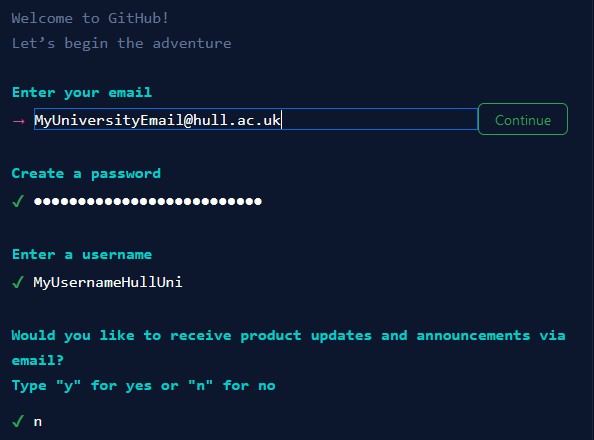 Welcome to GitHub!
Let’s begin the adventure
Enter your email
→ MyUniversityEmail@hull.ac.uk Continue
Create a password
✓ ••••••••••••••••••••••••••
Enter a username
✓ MyUsernameHullUni
Would you like to receive product updates and announcements via
email?
Type "y" for yes or "n" for no
✓ n